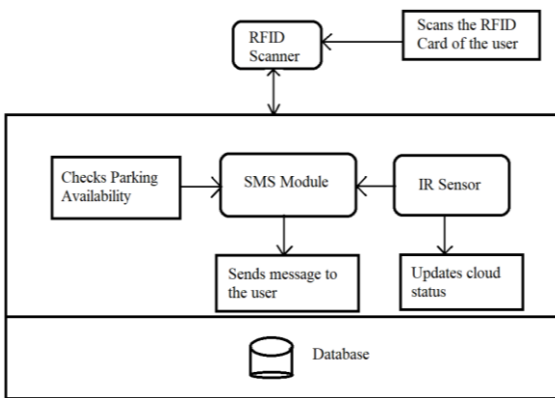 RFID
Scanner
Scans the RFID
Card of the user
Checks Parking
Availability
SMS Module
IR Sensor
Sends message to
the user
Updates cloud
status
Database